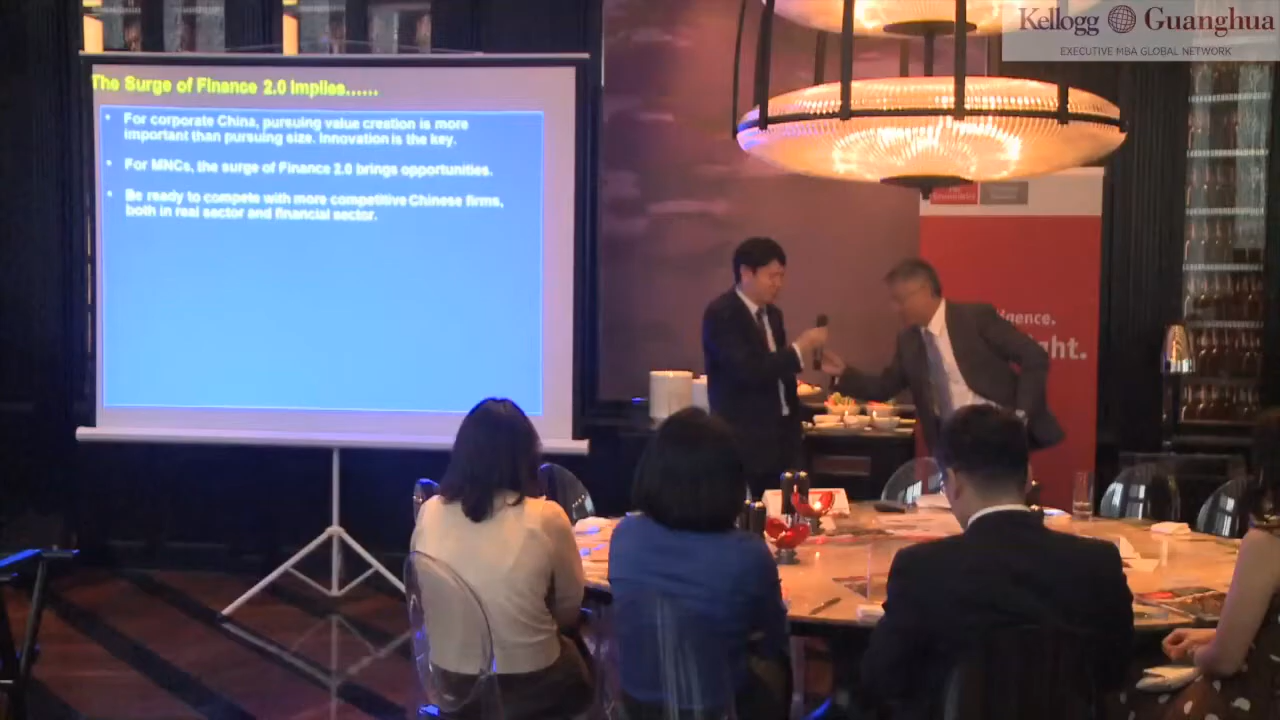 Kellogg Guanghua
EXECUTIVE MBA GLOBAL NETWORK
The Surge of Finance 2.0 implies......
• For corporate China, pursuing value creation is more
important than pursuing size. Innovation is the key.
• For MNCs, the surge of Finance 2.0 brings opportunities.
• Be ready to compete with more competitive Chinese firms,
both in real sector and financial sector.